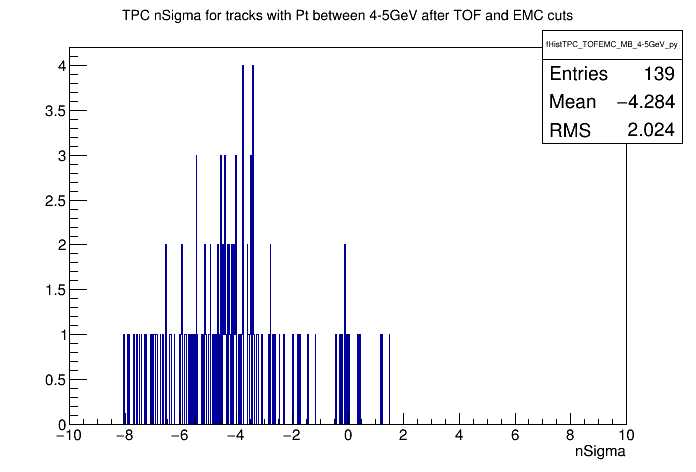 TPC nSigma for tracks with Pt between 4-5GeV after TOF and EMC cuts
fHistTPC_TOFEMC_MB_4-5GeV_py
Entries 139
Mean −4.284
RMS 2.024
4
3.5
3
2.5
2
1.5
1
0.5
0
−10 −8 −6 −4 −2 0 2 4 6 8 10
nSigma